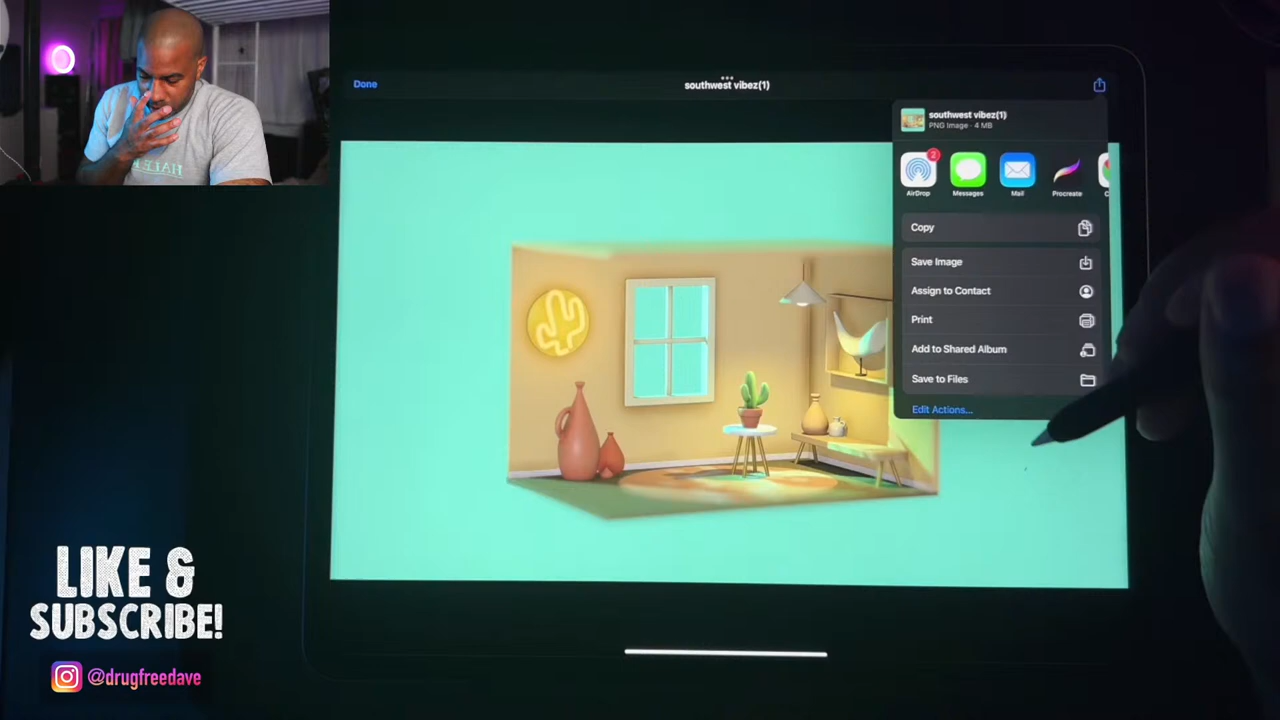 Done
southwest vibez(1)
southwest vibez(1)
PNG Image · 4 MB
2
AirDrop
Messages
Mail
Procreate
Copy
Save Image
Assign to Contact
Print
Add to Shared Album
Save to Files
Edit Actions...
LIKE &
SUBSCRIBE!
@drugfreedave